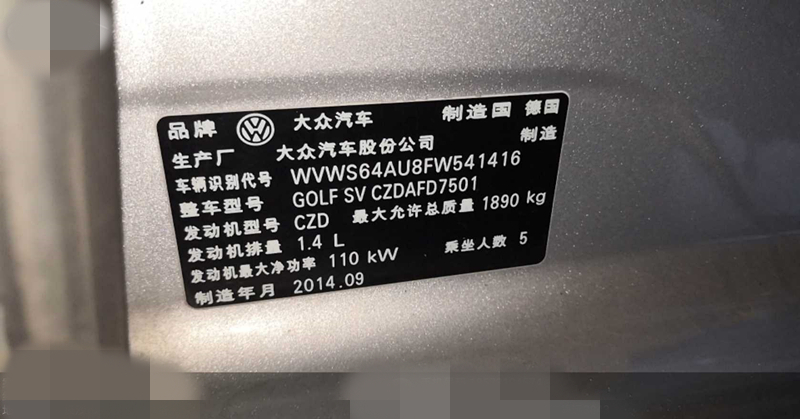 品牌 大众汽车 制造国 德国
生产厂 大众汽车股份公司 制造
车辆识别代号 WVWS64AU8FW541416
整车型号 GOLF SV CZDAFD7501
发动机型号 CZD 最大允许总质量 1890 kg
发动机排量 1.4 L
发动机最大净功率 110 kW 乘坐人数 5
制造年月 2014.09